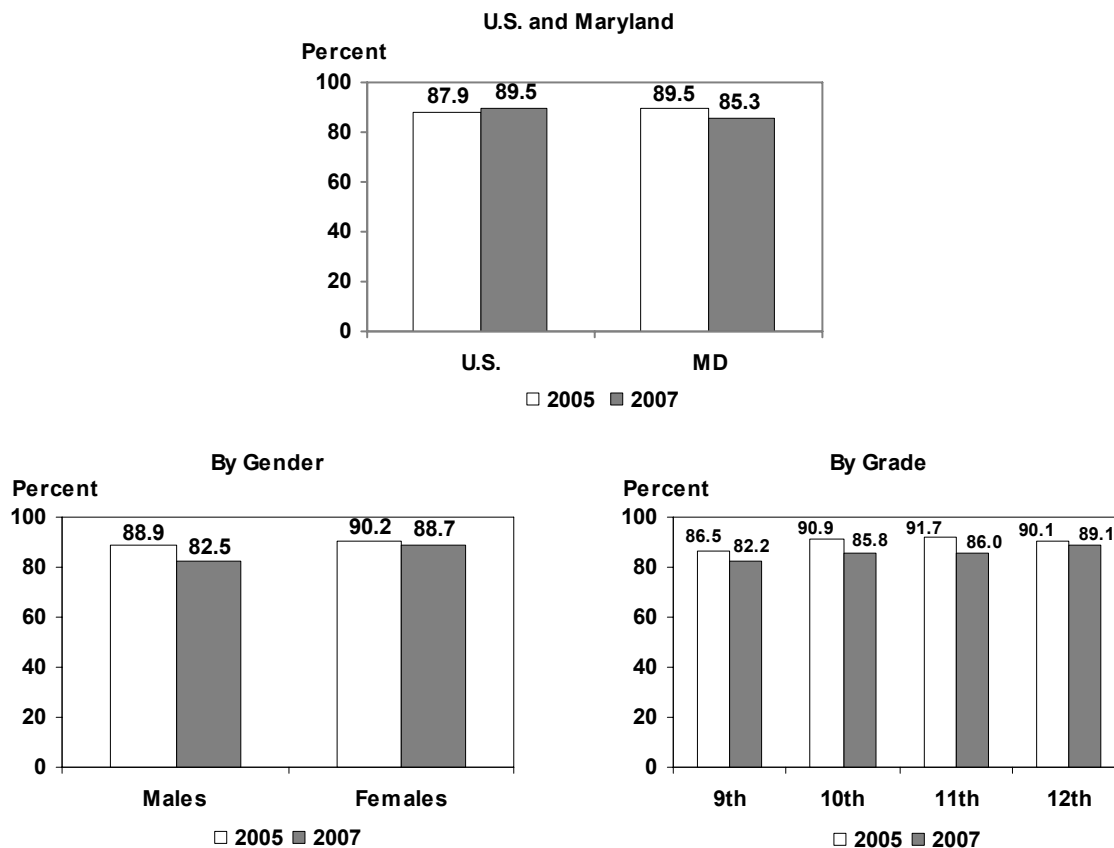 U.S. and Maryland
Percent
100
80
60
40
20
0
87.9 89.5 89.5 85.3
U.S. MD
2005 2007
By Gender
Percent
100
80
60
40
20
0
88.9 82.5 90.2 88.7
Males Females
2005 2007
By Grade
Percent
100
80
60
40
20
0
86.5 82.2 90.9 85.8 91.7 86.0 90.1 89.1
9th 10th 11th 12th
2005 2007